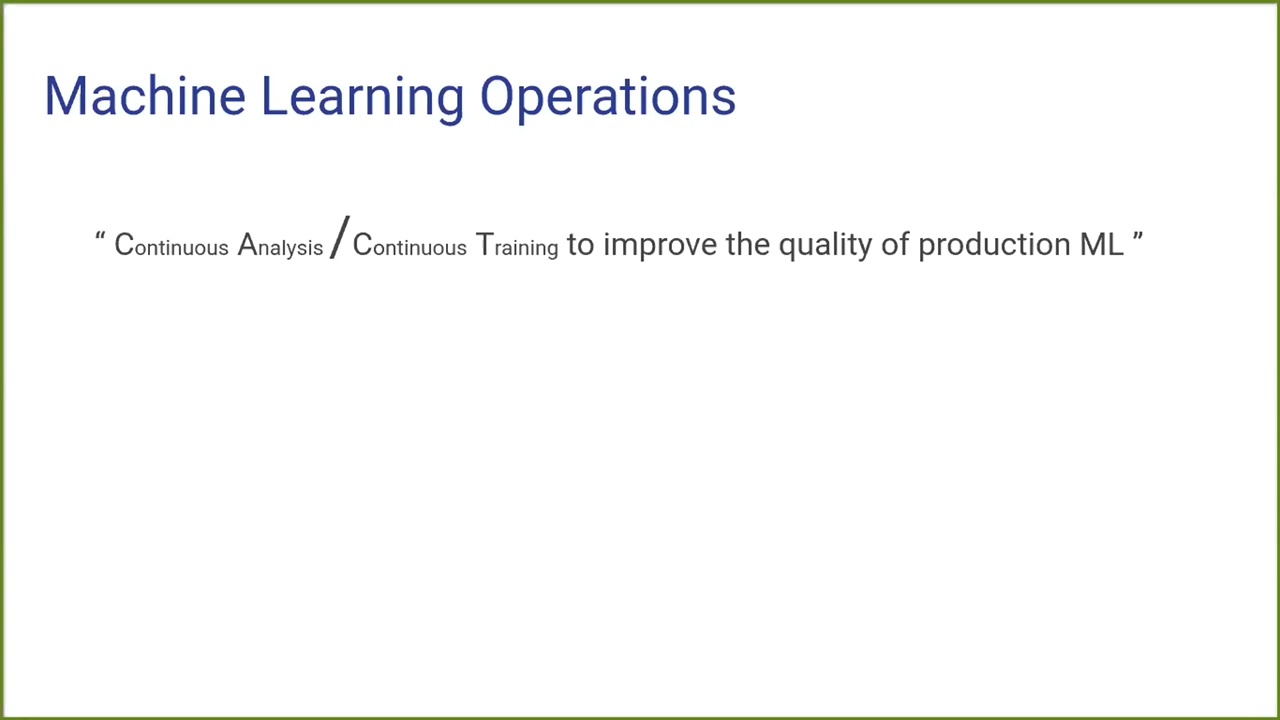 Machine Learning Operations
“ Continuous Analysis / Continuous Training to improve the quality of production ML ”